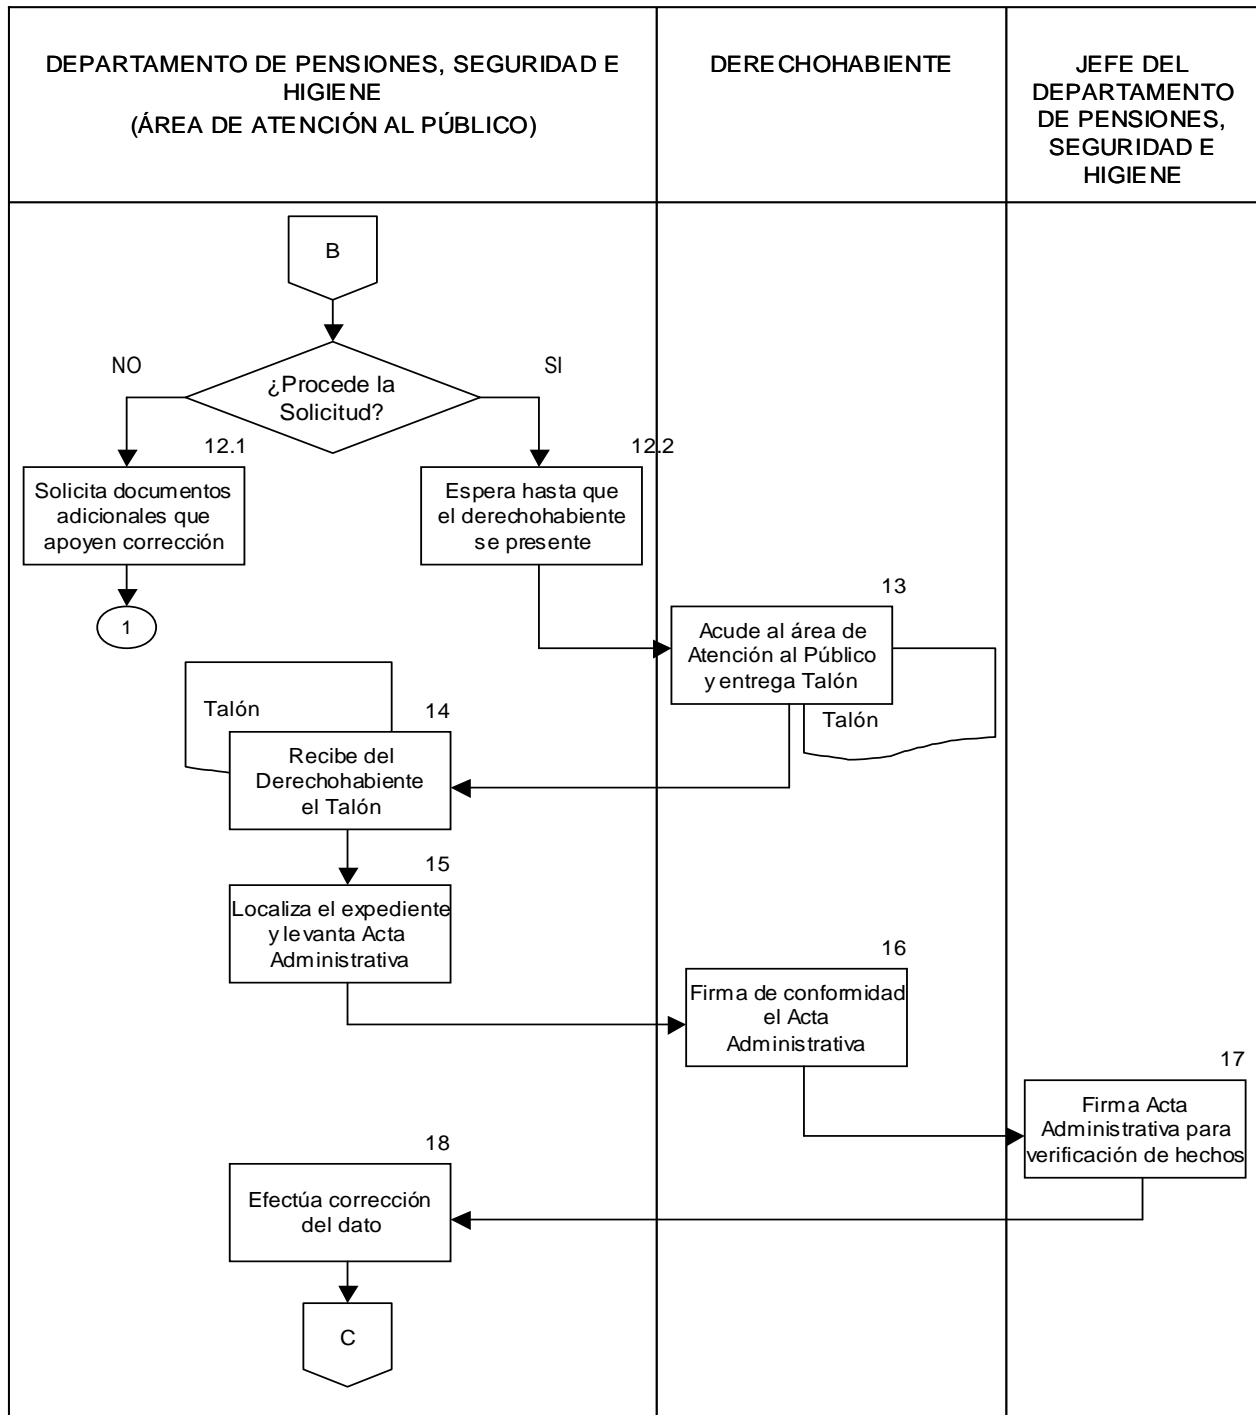 DEPARTAMENTO DE PENSIONES, SEGURIDAD E
HIGIENE
(ÁREA DE ATENCIÓN AL PÚBLICO)
DERECHOHABIENTE
JEFE DEL
DEPARTAMENTO
DE PENSIONES,
SEGURIDAD E
HIGIENE
B
¿Procede la
Solicitud?
NO
SI
12.1
Solicita documentos
adicionales que
apoyen corrección
1
12.2
Espera hasta que
el derechohabiente
se presente
13
Acude al área de
Atención al Público
y entrega Talón
Talón
Talón
14
Recibe del
Derechohabiente
el Talón
15
Localiza el expediente
y levanta Acta
Administrativa
16
Firma de conformidad
el Acta
Administrativa
17
Firma Acta
Administrativa para
verificación de hechos
18
Efectúa corrección
del dato
C